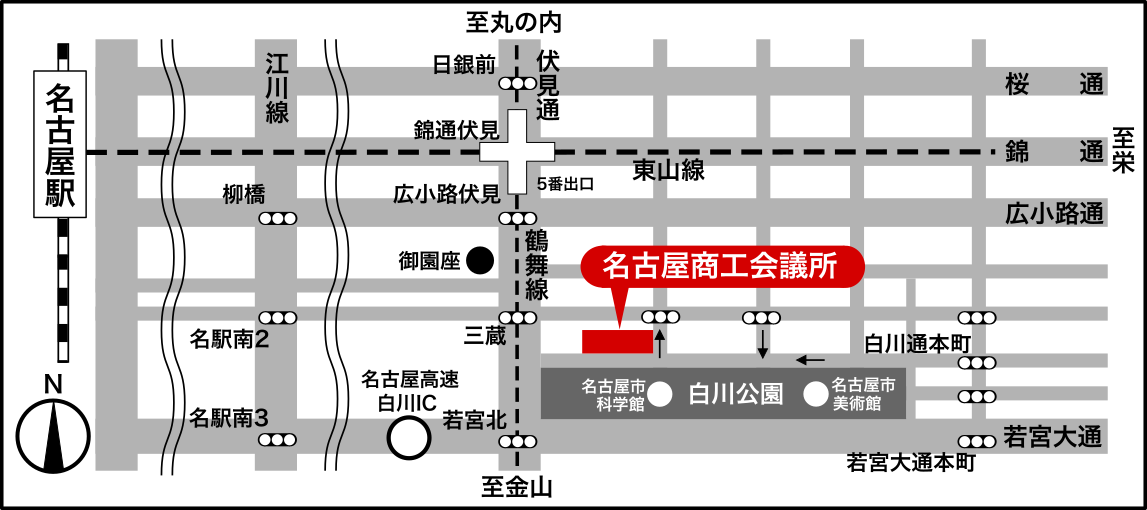 至丸の内
日銀前
伏見通
江川線
桜　通
名古屋駅
錦通伏見
錦　通
至栄
東山線
5番出口
柳橋
広小路伏見
広小路通
鶴舞線
御園座
名古屋商工会議所
名駅南2
三蔵
白川通本町
N
名古屋高速
白川IC
名古屋市
科学館
白川公園
名古屋市
美術館
名駅南3
若宮北
若宮大通
若宮大通本町
至金山